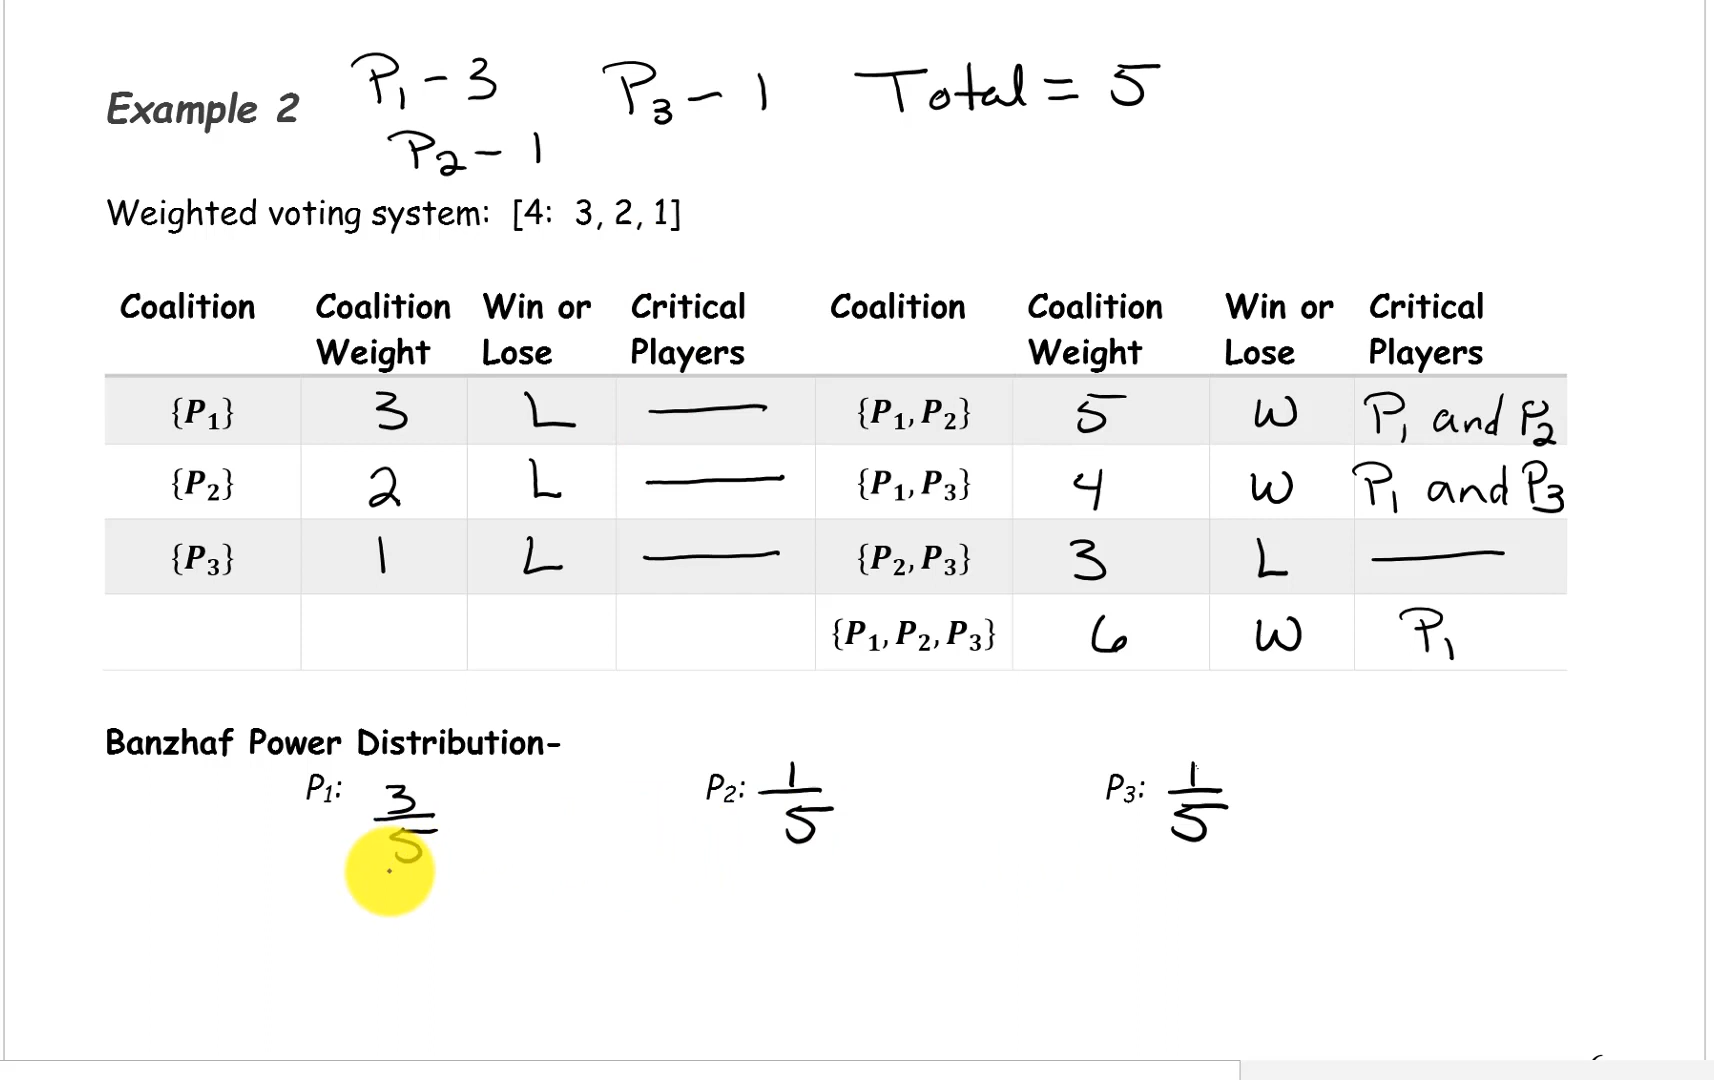 Example 2 P₁ - 3 P₃ - 1 Total = 5
P₂ - 1
Weighted voting system: [4: 3, 2, 1]
Coalition Coalition Weight Win or Lose Critical Players Coalition Coalition Weight Win or Lose Critical Players
{P₁} 3 L — {P₁, P₂} 5 W P₁ and P₂
{P₂} 2 L — {P₁, P₃} 4 W P₁ and P₃
{P₃} 1 L — {P₂, P₃} 3 L —
{P₁, P₂, P₃} 6 W P₁
Banzhaf Power Distribution-
P₁: 3/5 P₂: 1/5 P₃: 1/5